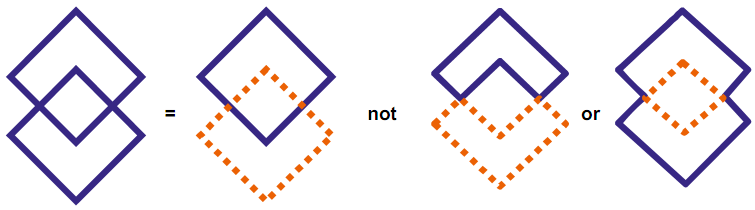 = not or